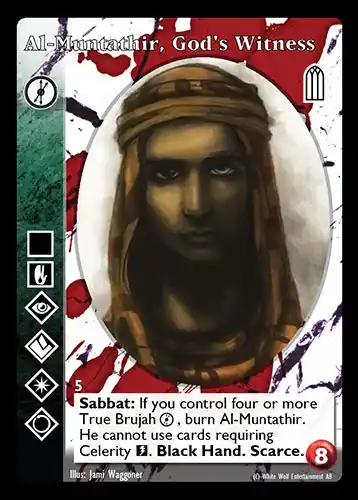 Al-Muntathir, God's Witness
5
Sabbat: If you control four or more
True Brujah , burn Al-Muntathir.
He cannot use cards requiring
Celerity . Black Hand. Scarce.
8
Illus: Jami Waggoner
(C)-White Wolf Entertainment AB